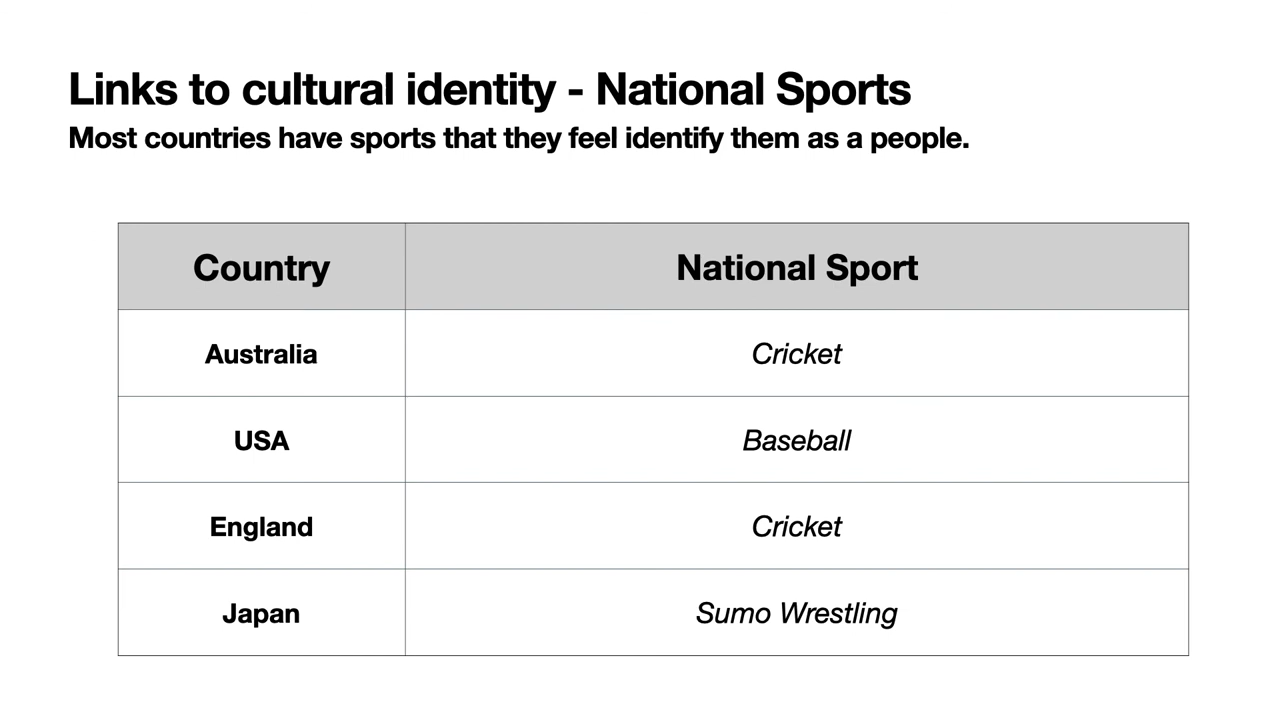 Links to cultural identity - National Sports
Most countries have sports that they feel identify them as a people.
Country National Sport
Australia Cricket
USA Baseball
England Cricket
Japan Sumo Wrestling